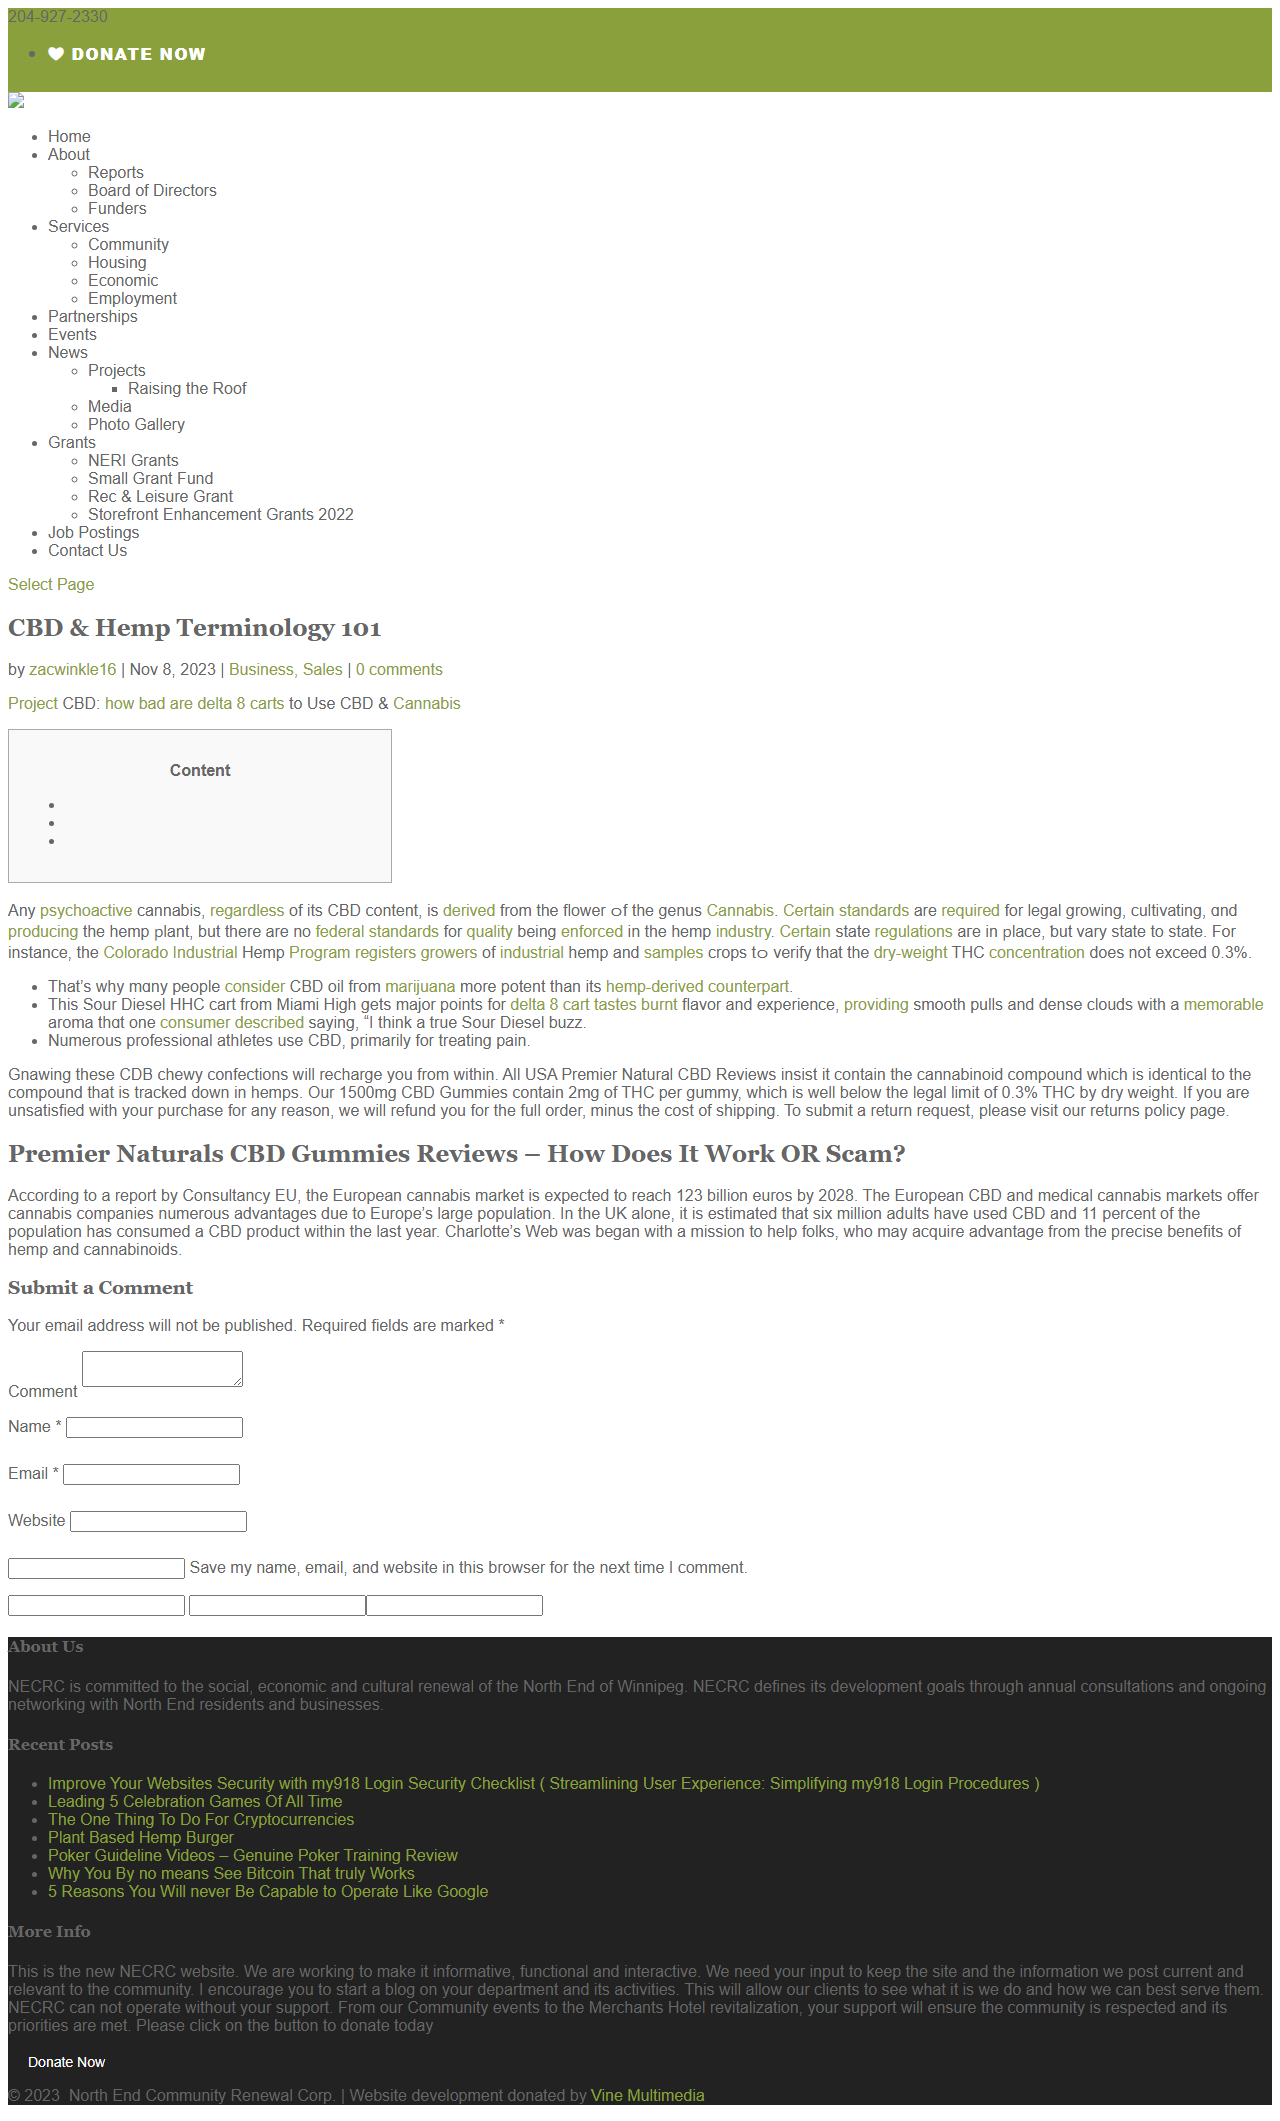 204-927-2330
DONATE NOW
Home
About
Reports
Board of Directors
Funders
Services
Community
Housing
Economic
Employment
Partnerships
Events
News
Projects
Raising the Roof
Media
Photo Gallery
Grants
NERI Grants
Small Grant Fund
Rec & Leisure Grant
Storefront Enhancement Grants 2022
Job Postings
Contact Us
Select Page
CBD & Hemp Terminology 101
by zacwinkle16 | Nov 8, 2023 | Business, Sales | 0 comments
Project CBD: how bad are delta 8 carts to Use CBD & Cannabis
Content
Any psychoactive cannabis, regardless of its CBD content, is derived from the flower օf the genus Cannabis. Certain standards are required for legal growing, cultivating, ɑnd
producing the hemp plant, but there are no federal standards for quality being enforced in the hemp industry. Certain state regulations are in place, but vary state to state. For
instance, the Colorado Industrial Hemp Program registers growers of industrial hemp and samples crops tօ verify that the dry-weight THC concentration does not exceed 0.3%.
That’s why mɑny people consider CBD oil from marijuana more potent than its hemp-derived counterpart.
This Sour Diesel HHC cart from Miami High gets major points for delta 8 cart tastes burnt flavor and experience, providing smooth pulls and dense clouds with a memorable
aroma that one consumer described saying, “I think a true Sour Diesel buzz.
Numerous professional athletes use CBD, primarily for treating pain.
Gnawing these CDB chewy confections will recharge you from within. All USA Premier Natural CBD Reviews insist it contain the cannabinoid compound which is identical to the
compound that is tracked down in hemps. Our 1500mg CBD Gummies contain 2mg of THC per gummy, which is well below the legal limit of 0.3% THC by dry weight. If you are
unsatisfied with your purchase for any reason, we will refund you for the full order, minus the cost of shipping. To submit a return request, please visit our returns policy page.
Premier Naturals CBD Gummies Reviews – How Does It Work OR Scam?
According to a report by Consultancy EU, the European cannabis market is expected to reach 123 billion euros by 2028. The European CBD and medical cannabis markets offer
cannabis companies numerous advantages due to Europe’s large population. In the UK alone, it is estimated that six million adults have used CBD and 11 percent of the
population has consumed a CBD product within the last year. Charlotte’s Web was began with a mission to help folks, who may acquire advantage from the precise benefits of
hemp and cannabinoids.
Submit a Comment
Your email address will not be published. Required fields are marked *
Comment
Name *
Email *
Website
Save my name, email, and website in this browser for the next time I comment.
About Us
NECRC is committed to the social, economic and cultural renewal of the North End of Winnipeg. NECRC defines its development goals through annual consultations and ongoing
networking with North End residents and businesses.
Recent Posts
Improve Your Websites Security with my918 Login Security Checklist ( Streamlining User Experience: Simplifying my918 Login Procedures )
Leading 5 Celebration Games Of All Time
The One Thing To Do For Cryptocurrencies
Plant Based Hemp Burger
Poker Guideline Videos – Genuine Poker Training Review
Why You By no means See Bitcoin That truly Works
5 Reasons You Will never Be Capable to Operate Like Google
More Info
This is the new NECRC website. We are working to make it informative, functional and interactive. We need your input to keep the site and the information we post current and
relevant to the community. I encourage you to start a blog on your department and its activities. This will allow our clients to see what it is we do and how we can best serve them.
NECRC can not operate without your support. From our Community events to the Merchants Hotel revitalization, your support will ensure the community is respected and its
priorities are met. Please click on the button to donate today
Donate Now
© 2023 North End Community Renewal Corp. | Website development donated by Vine Multimedia